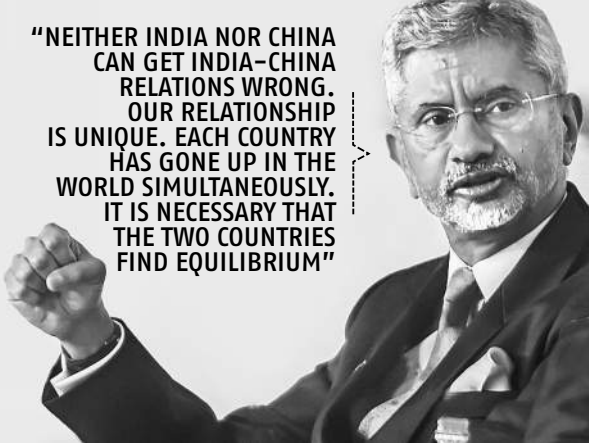 “NEITHER INDIA NOR CHINA
CAN GET INDIA–CHINA
RELATIONS WRONG.
OUR RELATIONSHIP
IS UNIQUE. EACH COUNTRY
HAS GONE UP IN THE
WORLD SIMULTANEOUSLY.
IT IS NECESSARY THAT
THE TWO COUNTRIES
FIND EQUILIBRIUM”